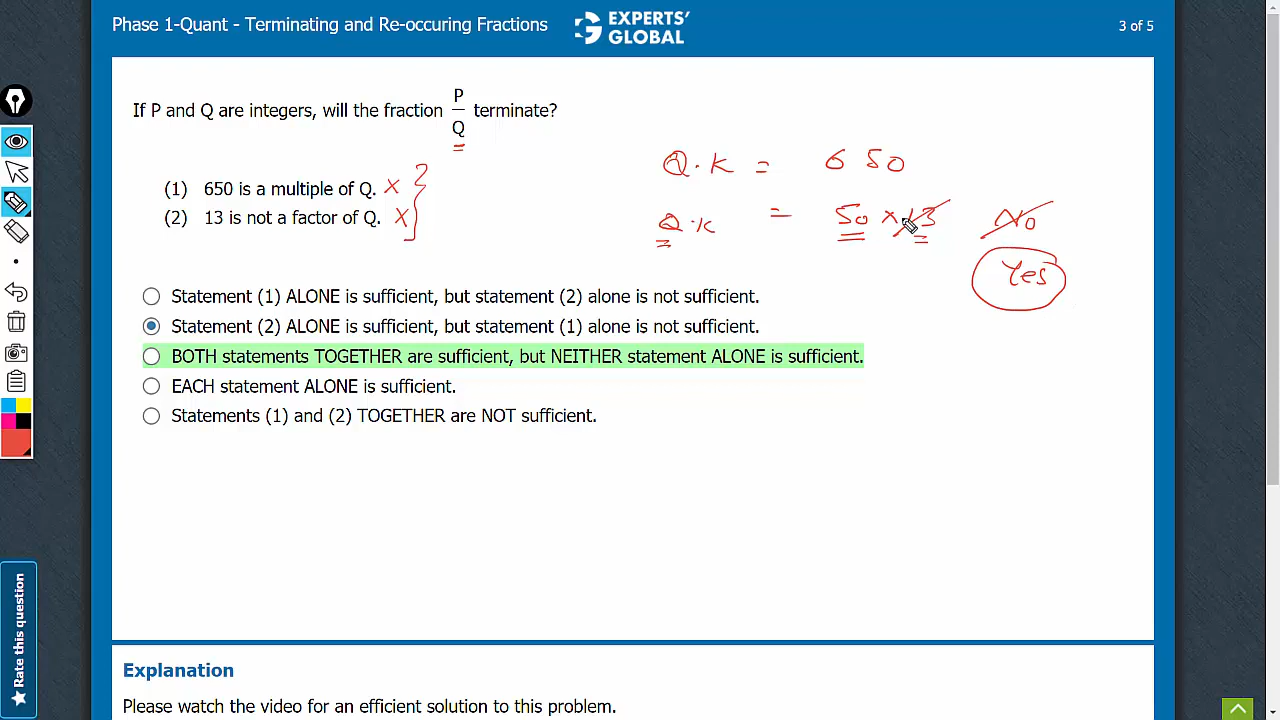 Phase 1-Quant - Terminating and Re-occuring Fractions
EXPERTS'
GLOBAL
3 of 5
If P and Q are integers, will the fraction P/Q terminate?
Q·K = 650
(1) 650 is a multiple of Q. X
Q·K = 50 × 13 No
(2) 13 is not a factor of Q. X
Yes
Statement (1) ALONE is sufficient, but statement (2) alone is not sufficient.
Statement (2) ALONE is sufficient, but statement (1) alone is not sufficient.
BOTH statements TOGETHER are sufficient, but NEITHER statement ALONE is sufficient.
EACH statement ALONE is sufficient.
Statements (1) and (2) TOGETHER are NOT sufficient.
Rate this question
Explanation
Please watch the video for an efficient solution to this problem.